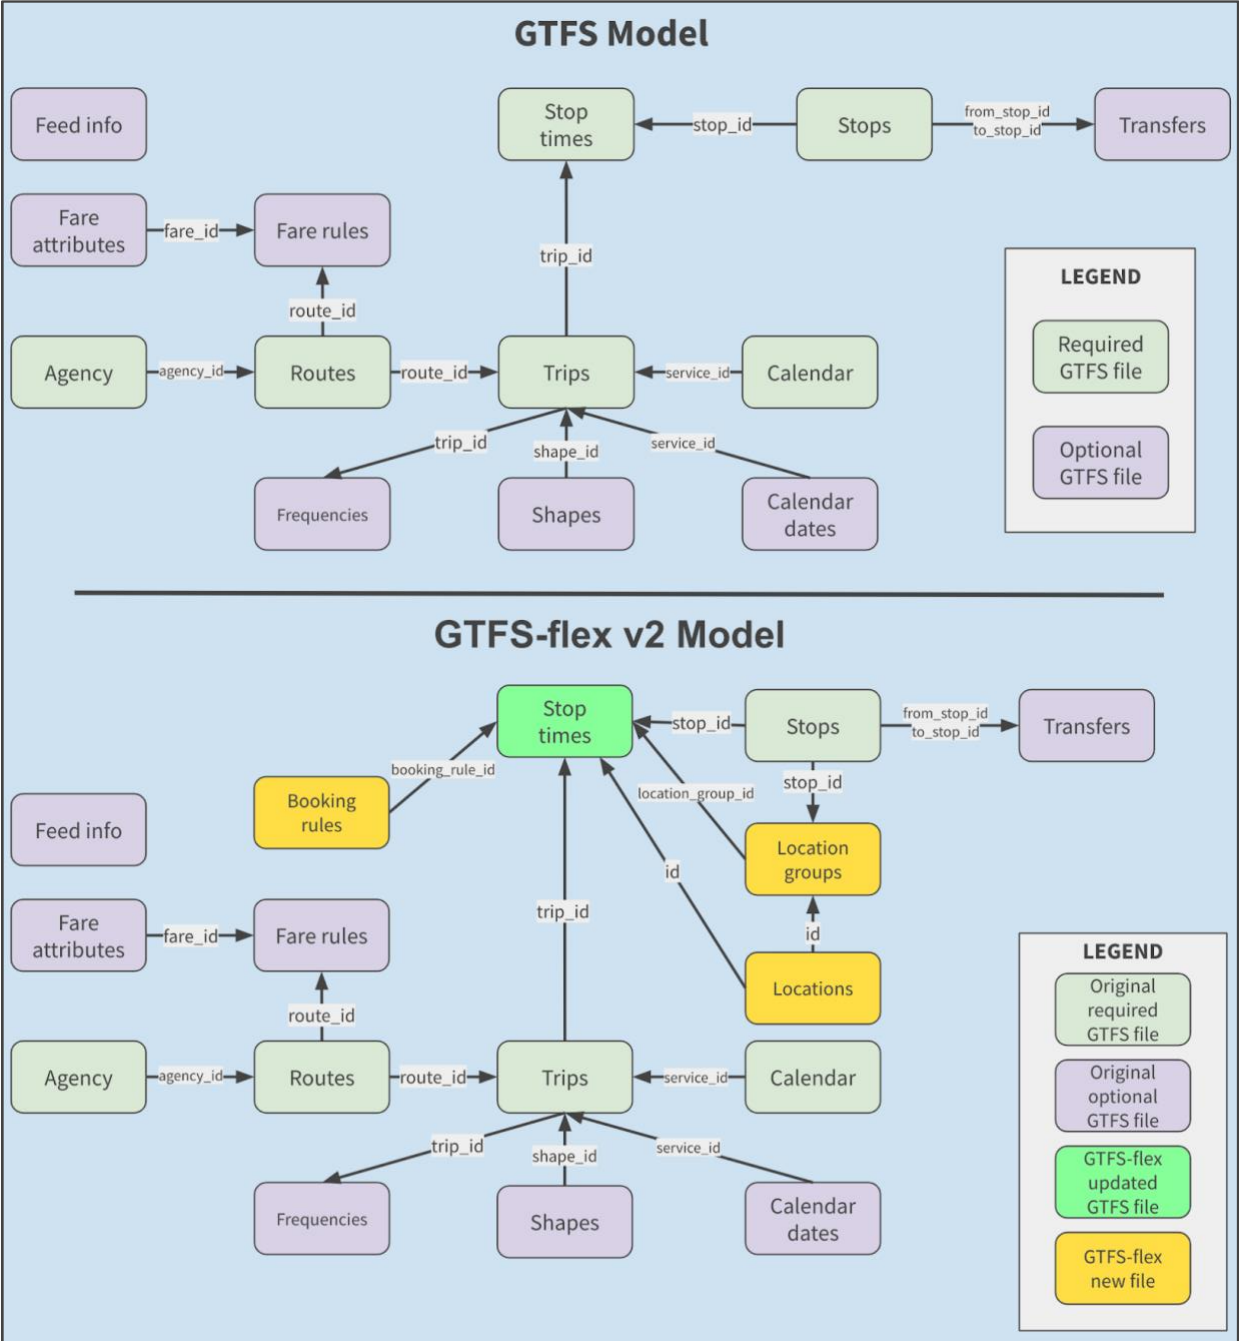 GTFS Model
Feed info
Stop
times
stop_id
Stops
from_stop_id
to_stop_id
Transfers
Fare
attributes
fare_id
Fare rules
trip_id
route_id
LEGEND
Required
GTFS file
Optional
GTFS file
Agency
agency_id
Routes
route_id
Trips
service_id
Calendar
trip_id
shape_id
service_id
Frequencies
Shapes
Calendar
dates
GTFS-flex v2 Model
Stop
times
stop_id
Stops
from_stop_id
to_stop_id
Transfers
booking_rule_id
Booking
rules
location_group_id
stop_id
Feed info
Location
groups
id
trip_id
id
Fare
attributes
fare_id
Fare rules
Locations
route_id
Agency
agency_id
Routes
route_id
Trips
service_id
Calendar
trip_id
shape_id
service_id
Frequencies
Shapes
Calendar
dates
LEGEND
Original
required
GTFS file
Original
optional
GTFS file
GTFS-flex
updated
GTFS file
GTFS-flex
new file